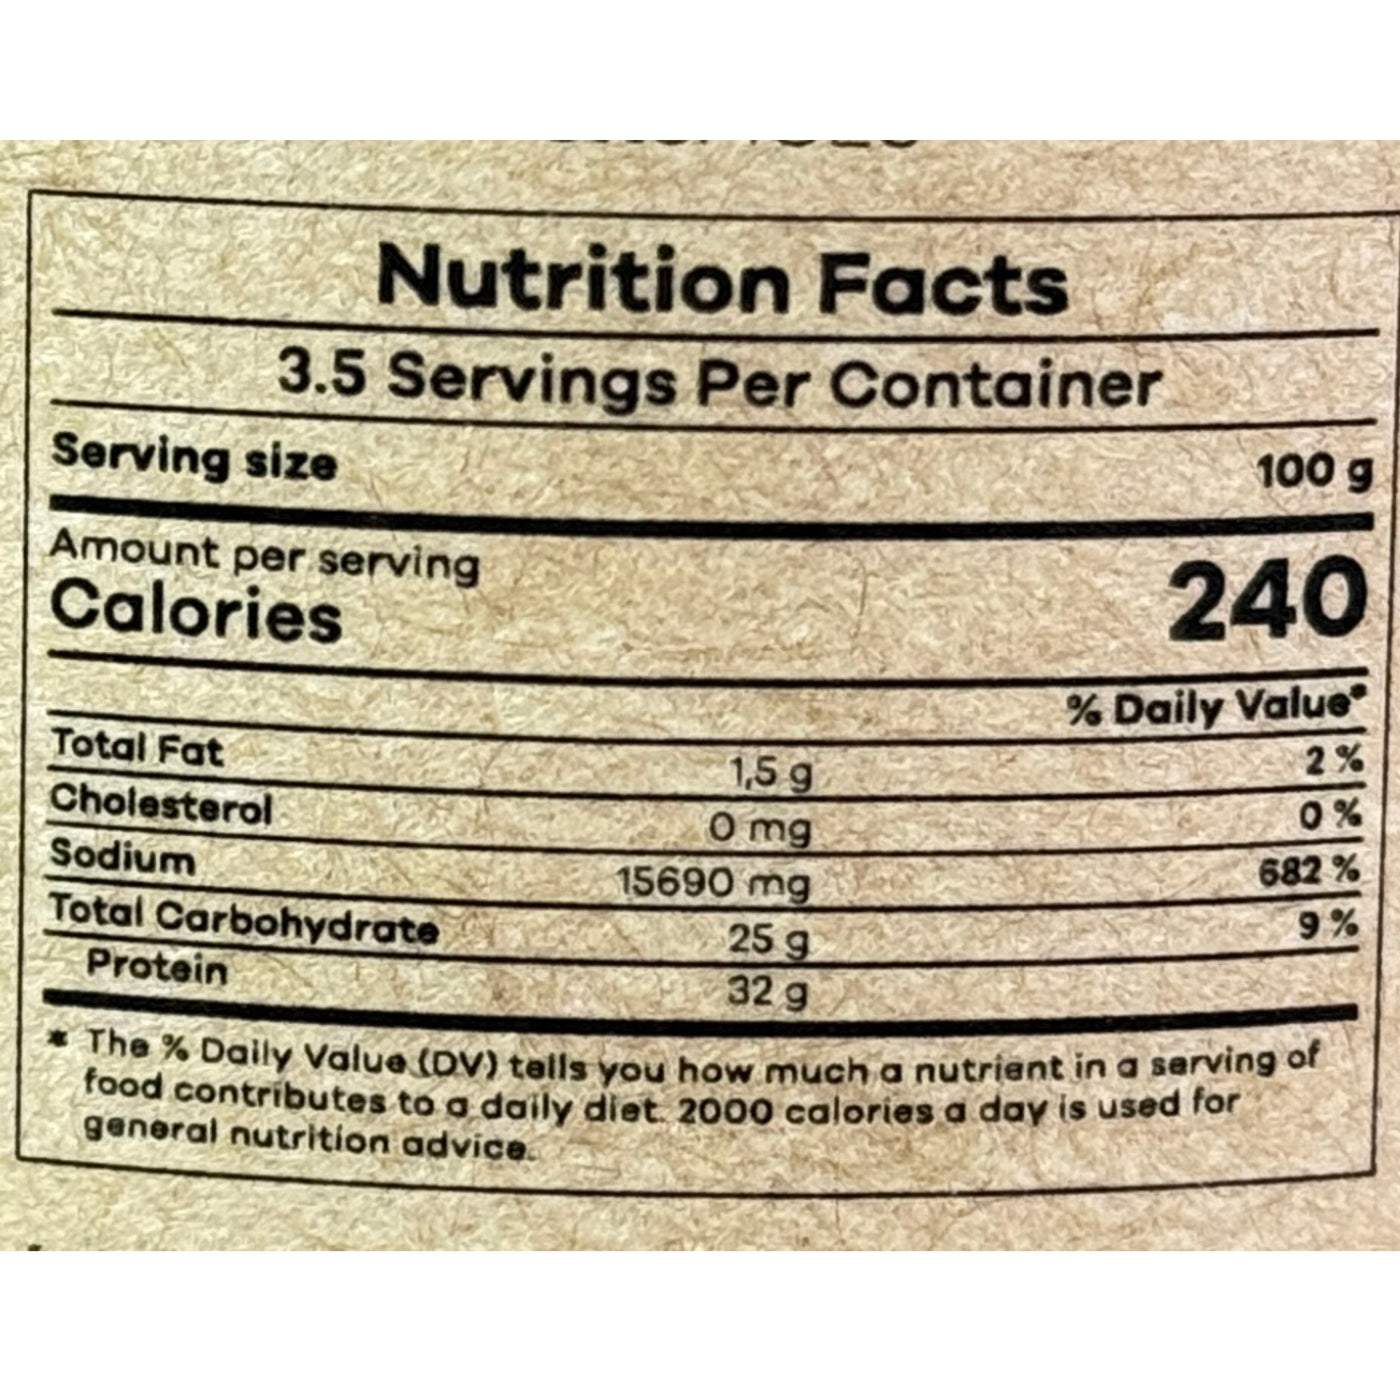 Nutrition Facts
3.5 Servings Per Container
Serving size 100 g
Amount per serving
Calories 240
% Daily Value*
Total Fat 1,5 g 2 %
Cholesterol 0 mg 0 %
Sodium 15690 mg 682 %
Total Carbohydrate 25 g 9 %
Protein 32 g
* The % Daily Value (DV) tells you how much a nutrient in a serving of
food contributes to a daily diet. 2000 calories a day is used for
general nutrition advice.